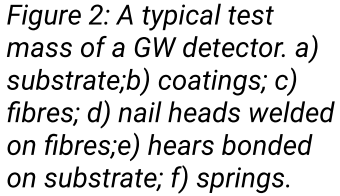 Figure 2: A typical test
mass of a GW detector. a)
substrate;b) coatings; c)
fibres; d) nail heads welded
on fibres;e) hears bonded
on substrate; f) springs.